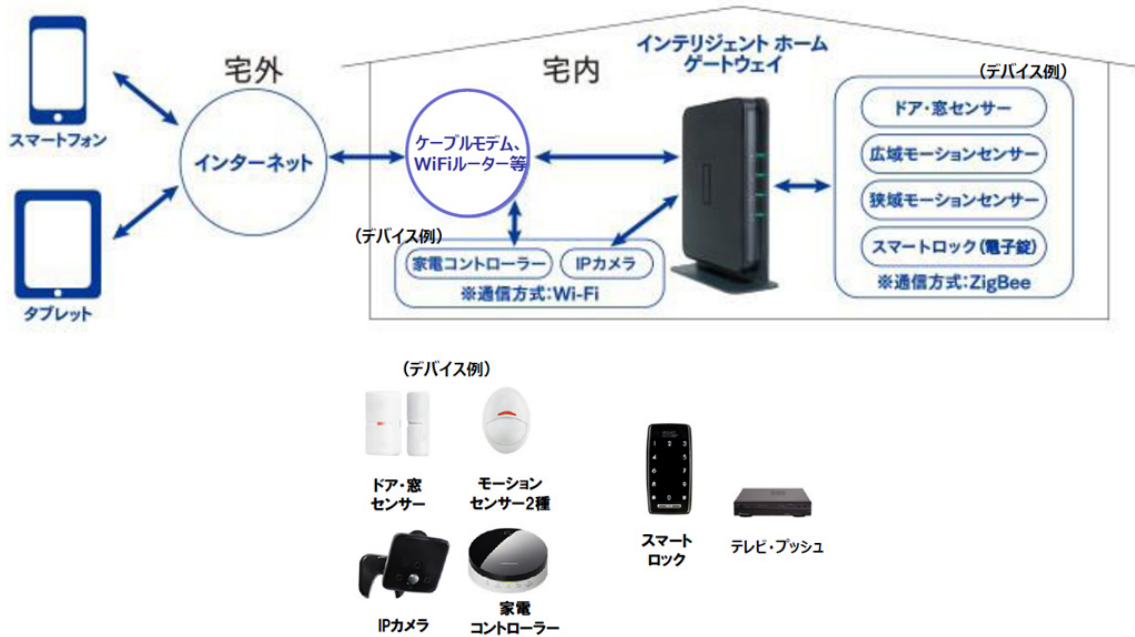 宅外
宅内
インテリジェント ホーム
ゲートウェイ
(デバイス例)
スマートフォン
インターネット
ケーブルモデム、
WiFiルーター等
ドア・窓センサー
広域モーションセンサー
狭域モーションセンサー
スマートロック(電子錠)
※通信方式:ZigBee
(デバイス例)
家電コントローラー
IPカメラ
※通信方式:Wi-Fi
タブレット
(デバイス例)
ドア・窓
センサー
モーション
センサー2種
スマート
ロック
テレビ・プッシュ
IPカメラ
家電
コントローラー